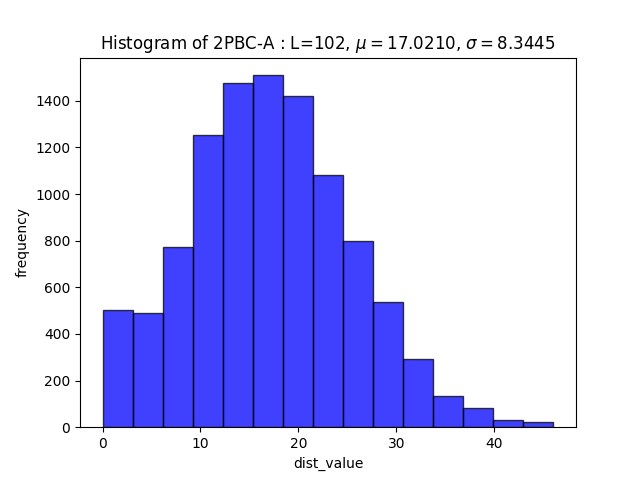 Histogram of 2PBC-A : L=102, μ = 17.0210, σ = 8.3445
1400
1200
1000
800
600
400
200
0
frequency
0 10 20 30 40
dist_value